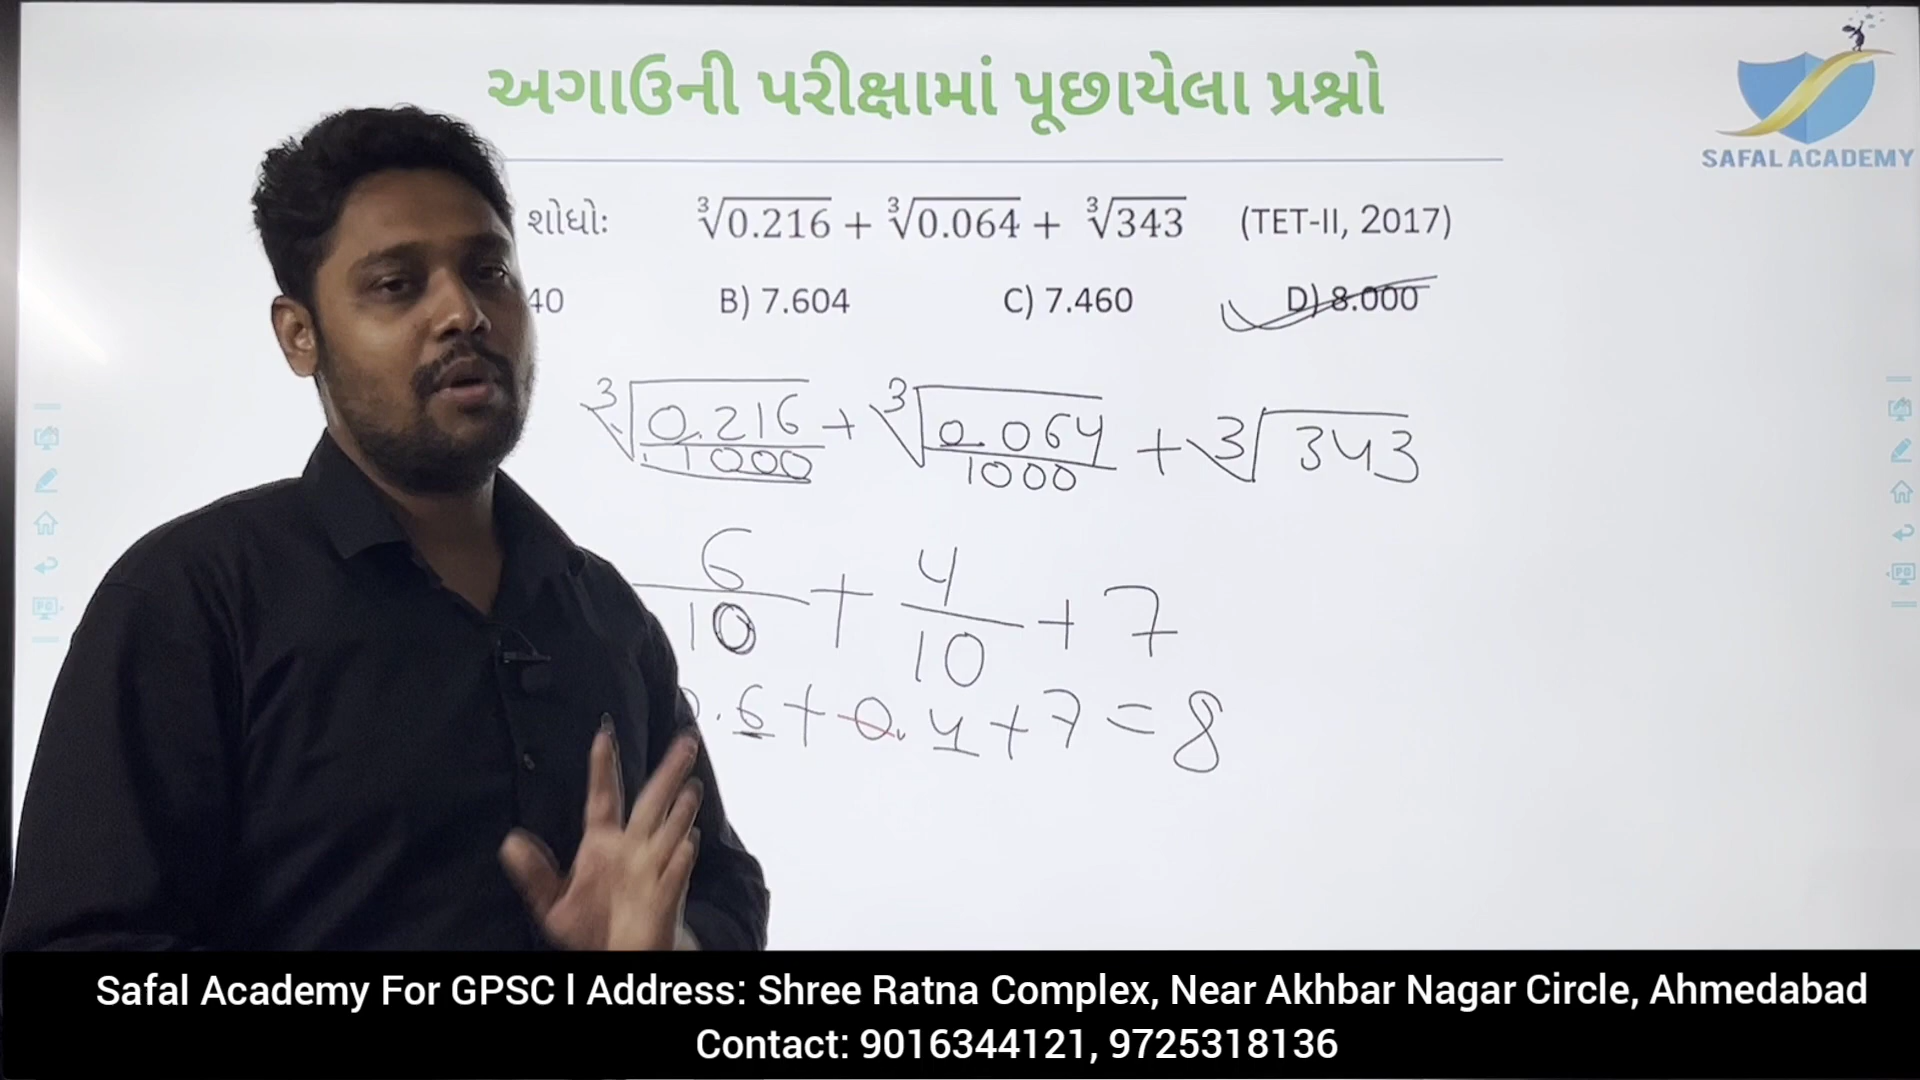 અગાઉની પરીક્ષામાં પૂછાયેલા પ્રશ્નો
SAFAL ACADEMY
શોધોઃ ∛0.216 + ∛0.064 + ∛343 (TET-II, 2017)
40 B) 7.604 C) 7.460 D) 8.000
∛(0.216/1000) + ∛(0.064/1000) + ∛343
6/10 + 4/10 + 7
.6 + 0.4 + 7 = 8
Safal Academy For GPSC l Address: Shree Ratna Complex, Near Akhbar Nagar Circle, Ahmedabad
Contact: 9016344121, 9725318136